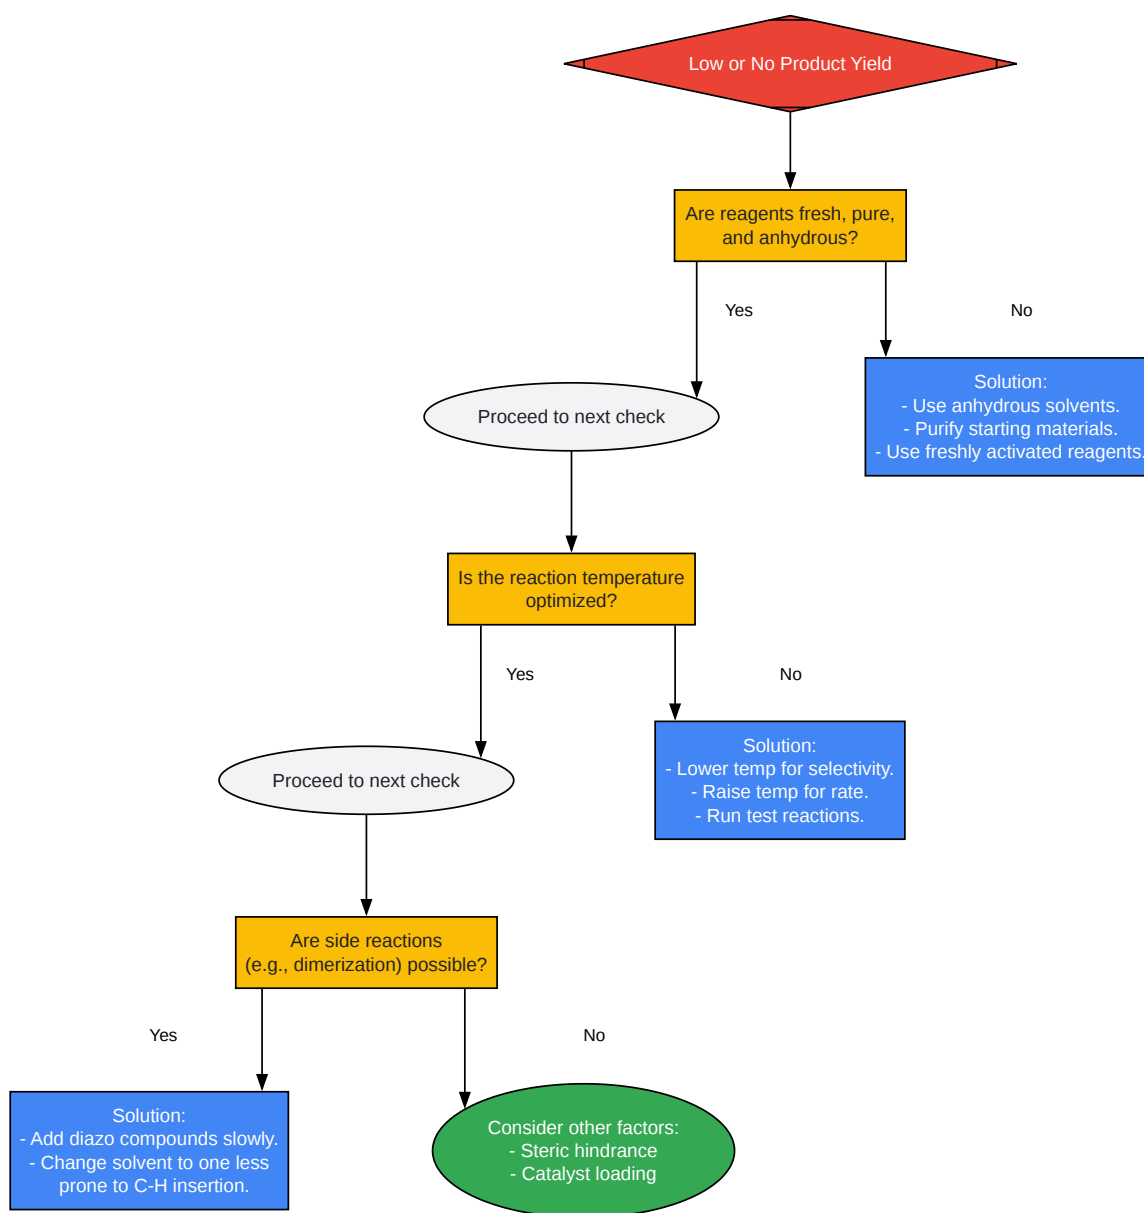 Low or No Product Yield
Are reagents fresh, pure,
and anhydrous?
Yes
No
Solution:
- Use anhydrous solvents.
- Purify starting materials.
- Use freshly activated reagents.
Proceed to next check
Is the reaction temperature
optimized?
Yes
No
Solution:
- Lower temp for selectivity.
- Raise temp for rate.
- Run test reactions.
Proceed to next check
Are side reactions
(e.g., dimerization) possible?
Yes
No
Solution:
- Add diazo compounds slowly.
- Change solvent to one less
prone to C-H insertion.
Consider other factors:
- Steric hindrance
- Catalyst loading